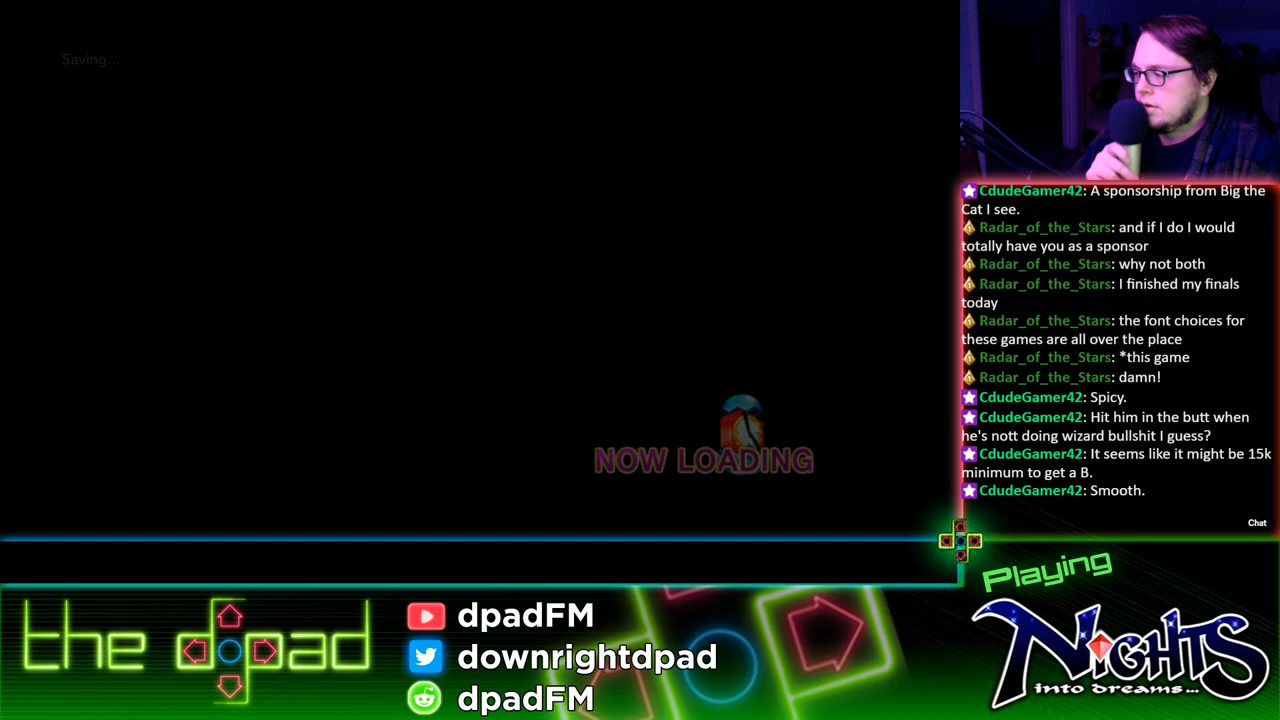 Saving...
NOW LOADING
CdudeGamer42: A sponsorship from Big the
Cat I see.
Radar_of_the_Stars: and if I do I would
totally have you as a sponsor
Radar_of_the_Stars: why not both
Radar_of_the_Stars: I finished my finals
today
Radar_of_the_Stars: the font choices for
these games are all over the place
Radar_of_the_Stars: *this game
Radar_of_the_Stars: damn!
CdudeGamer42: Spicy.
CdudeGamer42: Hit him in the butt when
he's nott doing wizard bullshit I guess?
CdudeGamer42: It seems like it might be 15k
minimum to get a B.
CdudeGamer42: Smooth.
Chat
the dpad
dpadFM
downrightdpad
dpadFM
Playing
NiGHTS
into dreams...